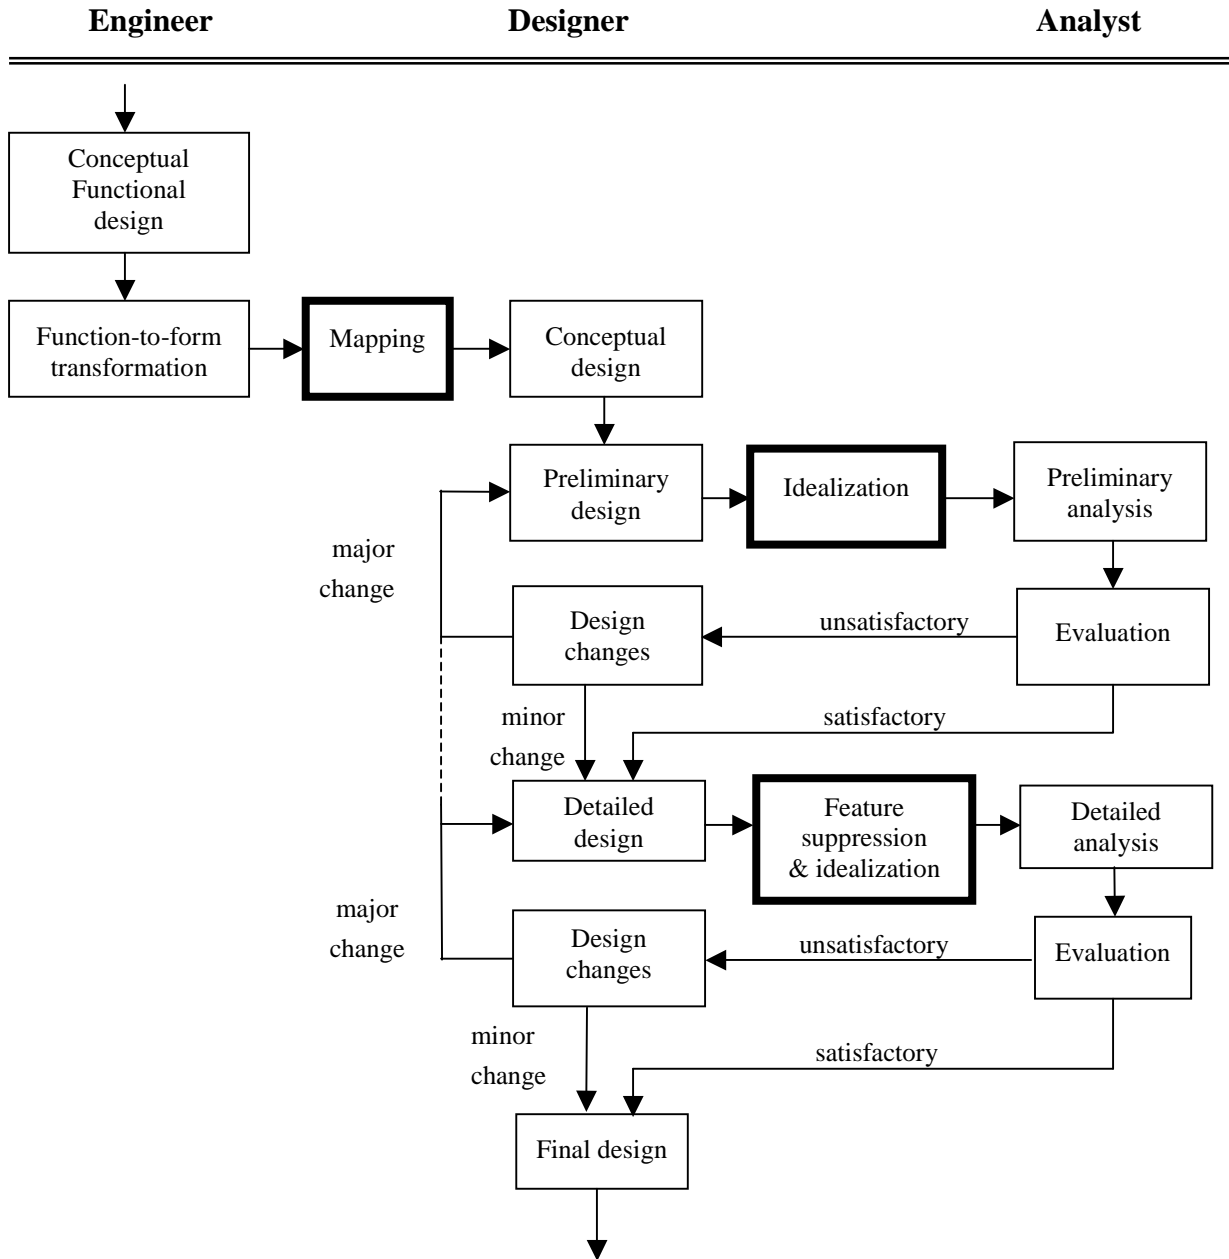 Engineer
Designer
Analyst
Conceptual
Functional
design
Function-to-form
transformation
Mapping
Conceptual
design
Preliminary
design
Idealization
Preliminary
analysis
major
change
Design
changes
unsatisfactory
Evaluation
minor
change
satisfactory
Detailed
design
Feature
suppression
& idealization
Detailed
analysis
major
change
Design
changes
unsatisfactory
Evaluation
minor
change
satisfactory
Final design